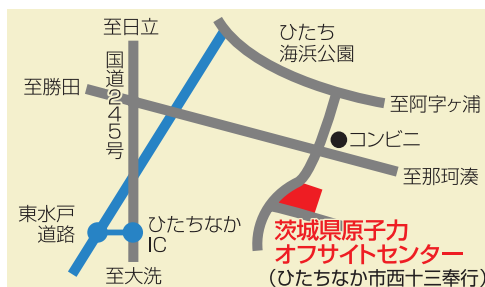 至日立
国道245号
ひたち
海浜公園
至勝田
至阿字ヶ浦
コンビニ
至那珂湊
東水戸
道路
ひたちなか
IC
至大洗
茨城県原子力
オフサイトセンター
(ひたちなか市西十三奉行)